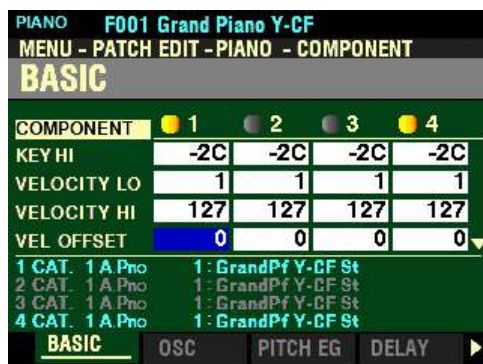 PIANO F001 Grand Piano Y-CF
MENU - PATCH EDIT - PIANO - COMPONENT
BASIC
COMPONENT 1 2 3 4
KEY HI -2C -2C -2C -2C
VELOCITY LO 1 1 1 1
VELOCITY HI 127 127 127 127
VEL OFFSET 0 0 0 0
1 CAT. 1 A.Pno 1: GrandPf Y-CF St
2 CAT. 1 A.Pno 1: GrandPf Y-CF St
3 CAT. 1 A.Pno 1: GrandPf Y-CF St
4 CAT. 1 A.Pno 1: GrandPf Y-CF St
BASIC OSC PITCH EG DELAY